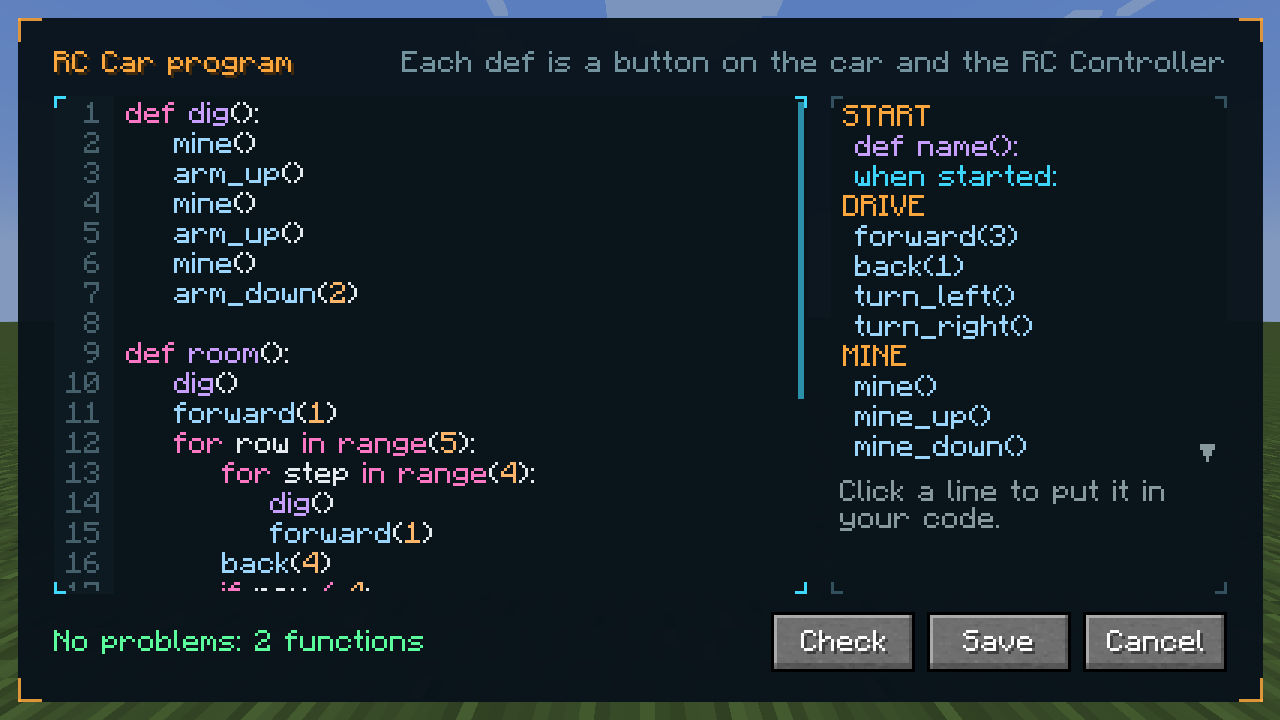 RC Car program
Each def is a button on the car and the RC Controller
1 def dig():
2 mine()
3 arm_up()
4 mine()
5 arm_up()
6 mine()
7 arm_down(2)
8
9 def room():
10 dig()
11 forward(1)
12 for row in range(5):
13 for step in range(4):
14 dig()
15 forward(1)
16 back(4)
START
def name():
when started:
DRIVE
forward(3)
back(1)
turn_left()
turn_right()
MINE
mine()
mine_up()
mine_down()
Click a line to put it in
your code.
No problems: 2 functions
Check
Save
Cancel